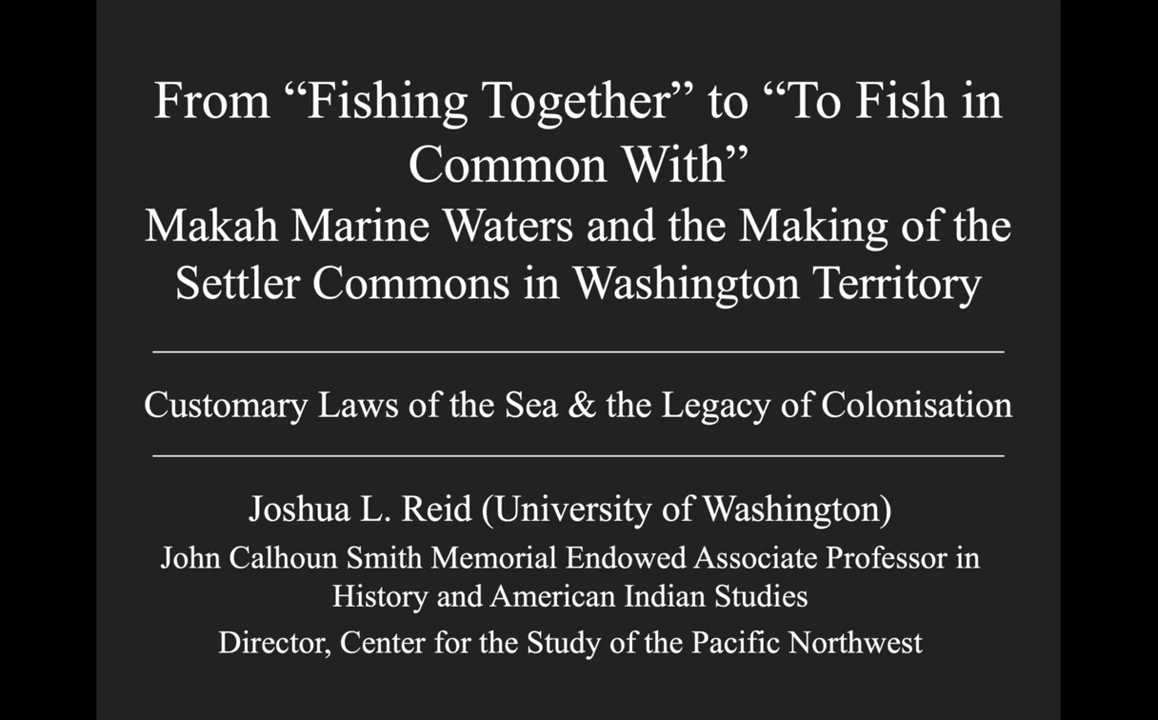 From “Fishing Together” to “To Fish in
Common With”
Makah Marine Waters and the Making of the
Settler Commons in Washington Territory
Customary Laws of the Sea & the Legacy of Colonisation
Joshua L. Reid (University of Washington)
John Calhoun Smith Memorial Endowed Associate Professor in
History and American Indian Studies
Director, Center for the Study of the Pacific Northwest